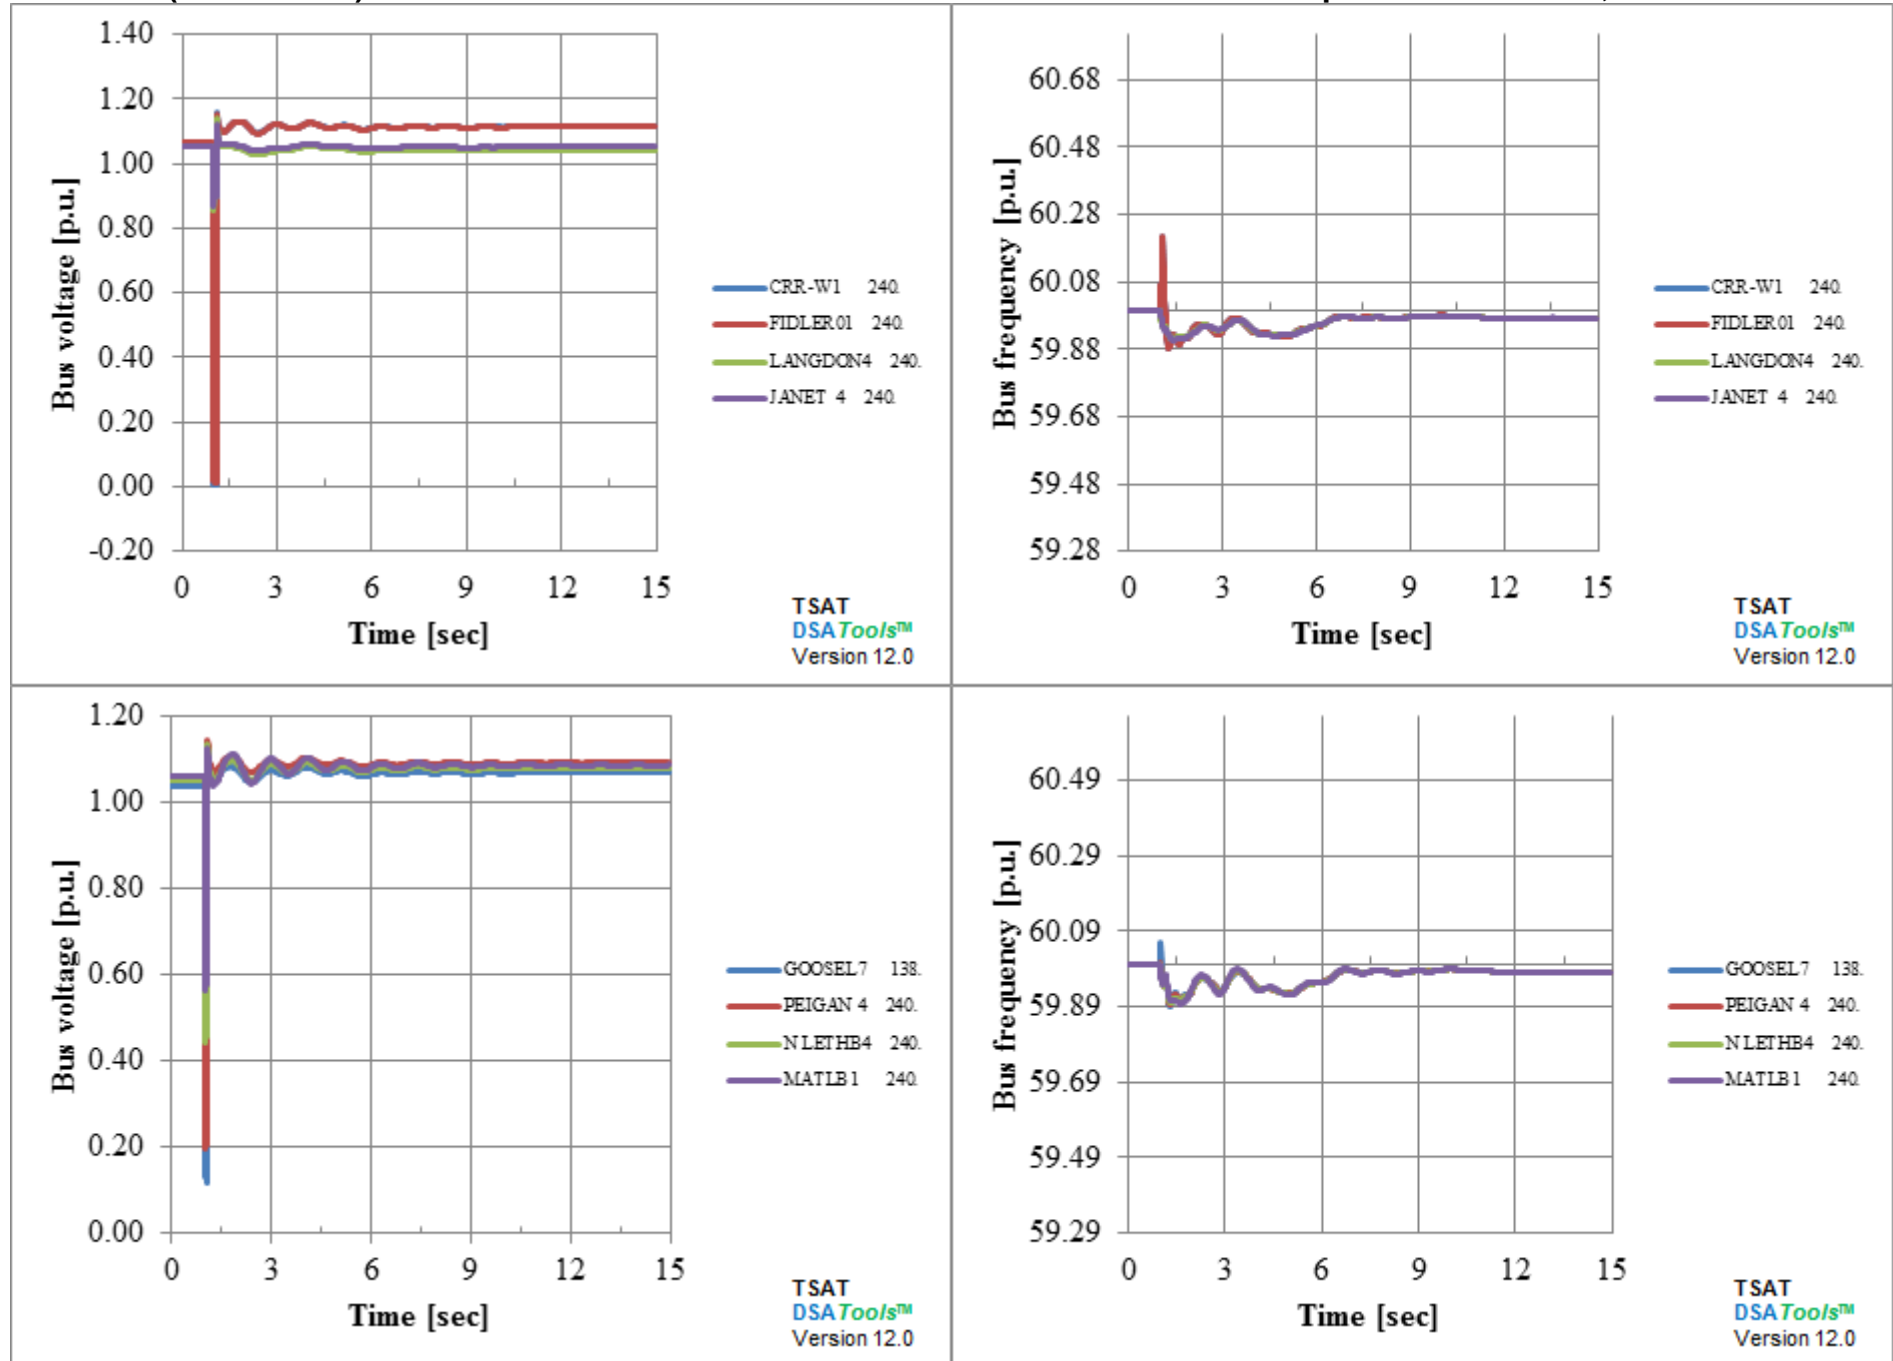 1.40
1.20
1.00
0.80
0.60
0.40
0.20
0.00
-0.20
Bus voltage [p.u.]
0 3 6 9 12 15
Time [sec]
CRR-W1 240.
FIDLER01 240.
LANGDON4 240.
JANET 4 240.
TSAT
DSATools™
Version 12.0
60.68
60.48
60.28
60.08
59.88
59.68
59.48
59.28
Bus frequency [p.u.]
0 3 6 9 12 15
Time [sec]
CRR-W1 240.
FIDLER01 240.
LANGDON4 240.
JANET 4 240.
TSAT
DSATools™
Version 12.0
1.20
1.00
0.80
0.60
0.40
0.20
0.00
Bus voltage [p.u.]
0 3 6 9 12 15
Time [sec]
GOOSEL7 138.
PEIGAN 4 240.
N LETHB4 240.
MATLB1 240.
TSAT
DSATools™
Version 12.0
60.49
60.29
60.09
59.89
59.69
59.49
59.29
Bus frequency [p.u.]
0 3 6 9 12 15
Time [sec]
GOOSEL7 138.
PEIGAN 4 240.
N LETHB4 240.
MATLB1 240.
TSAT
DSATools™
Version 12.0